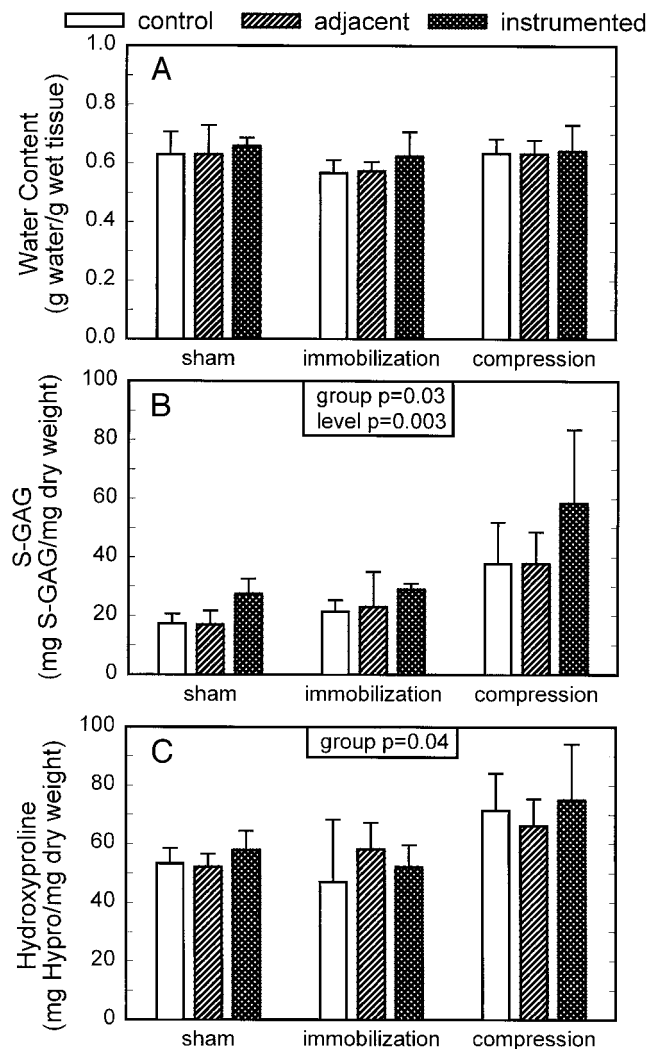 control adjacent instrumented
A
Water Content
(g water/g wet tissue)
1.0
0.8
0.6
0.4
0.2
0.0
sham immobilization compression
B
group p=0.03
level p=0.003
S-GAG
(mg S-GAG/mg dry weight)
100
80
60
40
20
0
sham immobilization compression
C
group p=0.04
Hydroxyproline
(mg Hypro/mg dry weight)
100
80
60
40
20
0
sham immobilization compression